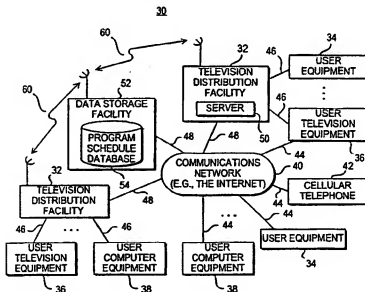 30
60
60
52
DATA STORAGE
FACILITY
PROGRAM
SCHEDULE
DATABASE
54
32
TELEVISION
DISTRIBUTION
FACILITY
SERVER
50
46
34
USER
EQUIPMENT
46
USER
TELEVISION
EQUIPMENT
36
48
48
44
COMMUNICATIONS
NETWORK
(E.G., THE INTERNET)
40
42
CELLULAR
TELEPHONE
44
32
TELEVISION
DISTRIBUTION
FACILITY
48
46
46
44
44
USER EQUIPMENT
34
USER
TELEVISION
EQUIPMENT
36
USER
COMPUTER
EQUIPMENT
38
USER
COMPUTER
EQUIPMENT
38